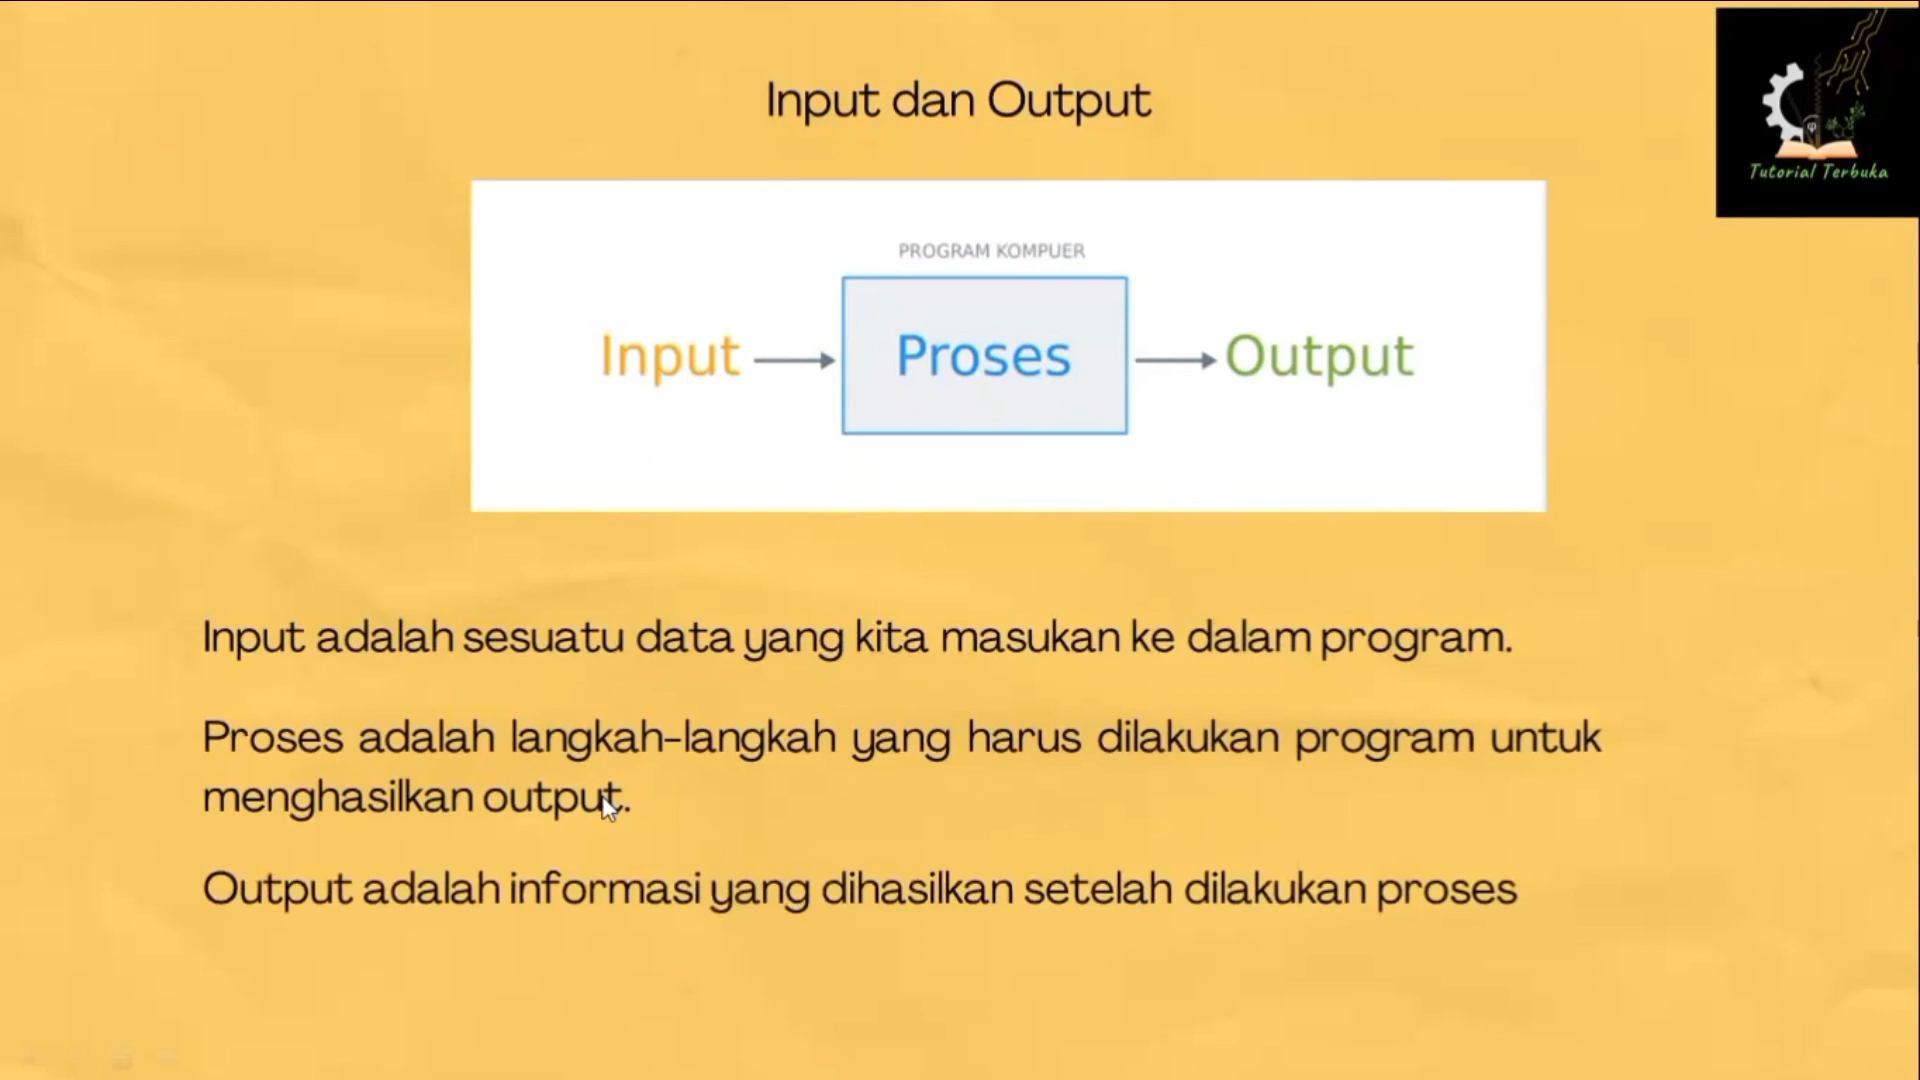 Input dan Output
Tutorial Terbuka
PROGRAM KOMPUER
Input
Proses
Output
Input adalah sesuatu data yang kita masukan ke dalam program.
Proses adalah langkah-langkah yang harus dilakukan program untuk
menghasilkan output.
Output adalah informasi yang dihasilkan setelah dilakukan proses